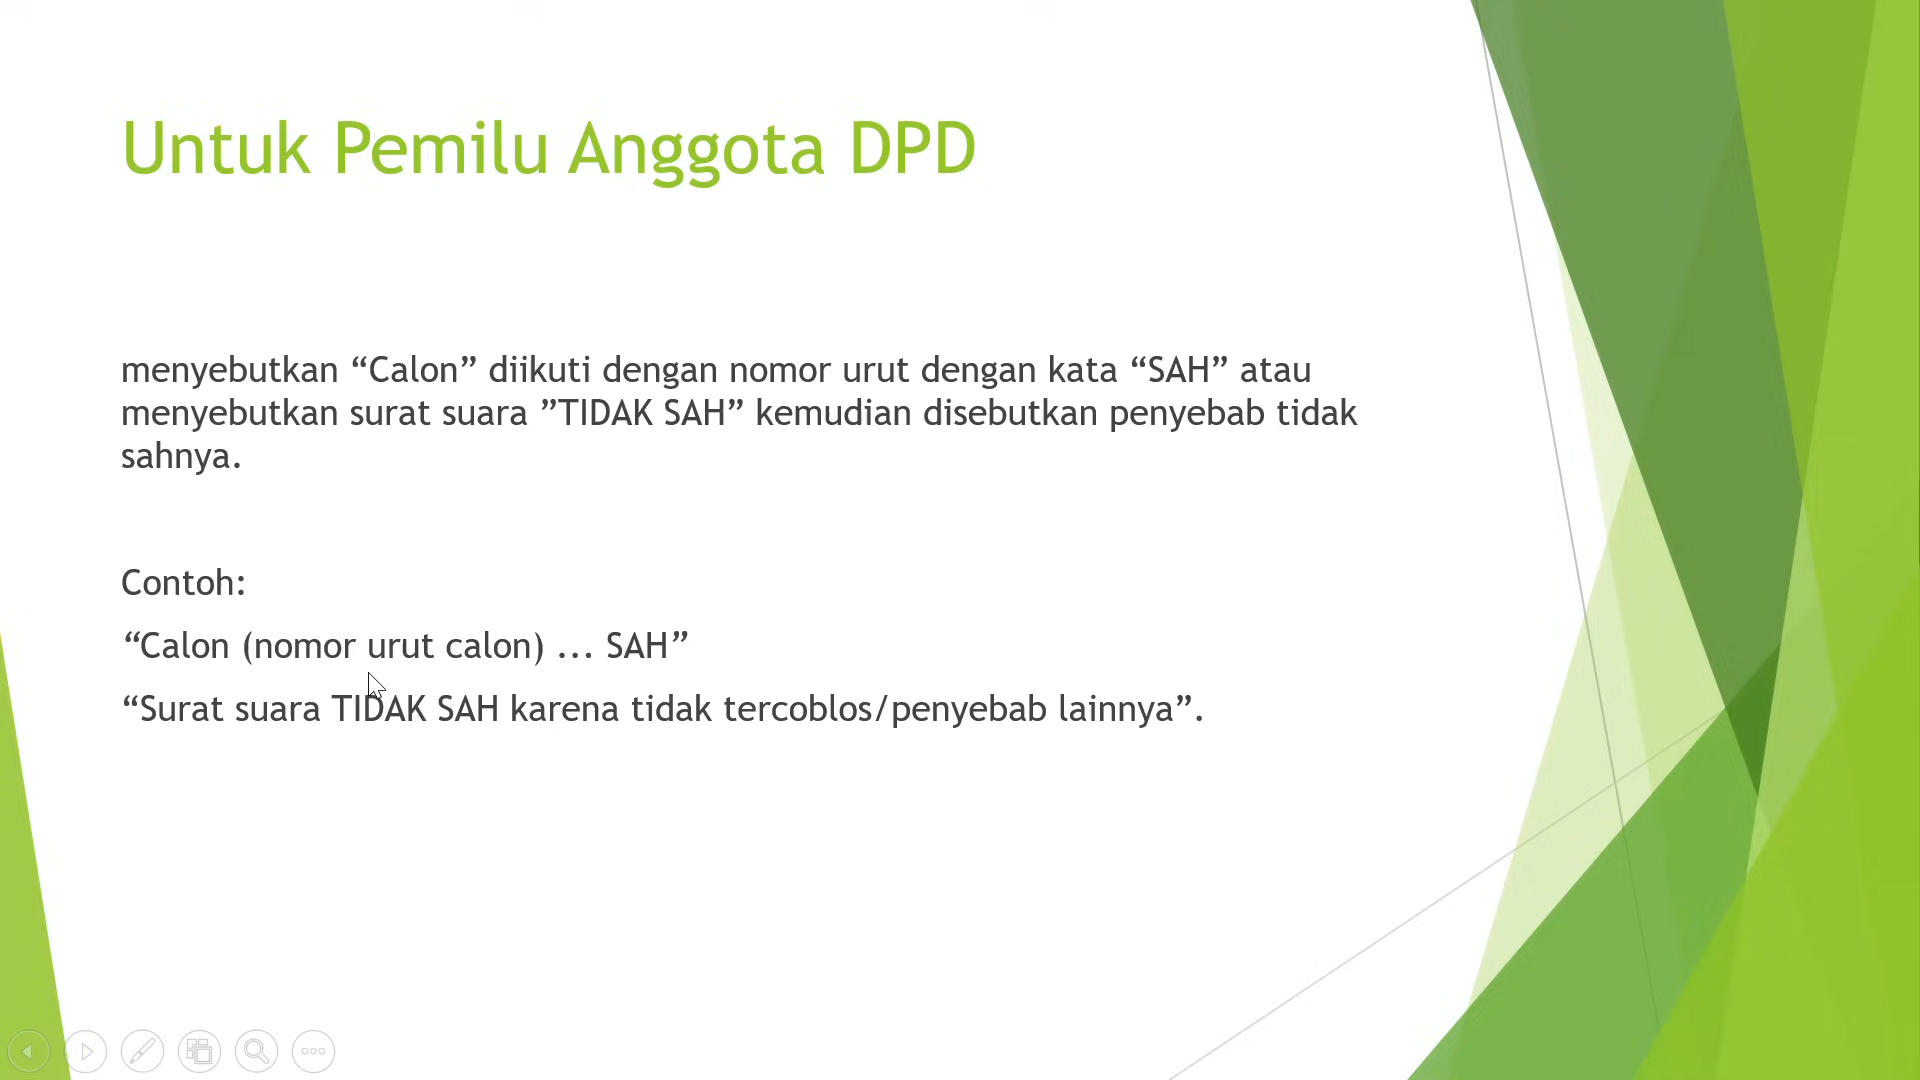 Untuk Pemilu Anggota DPD
menyebutkan “Calon” diikuti dengan nomor urut dengan kata “SAH” atau
menyebutkan surat suara ”TIDAK SAH” kemudian disebutkan penyebab tidak
sahnya.
Contoh:
“Calon (nomor urut calon) ... SAH”
“Surat suara TIDAK SAH karena tidak tercoblos/penyebab lainnya”.